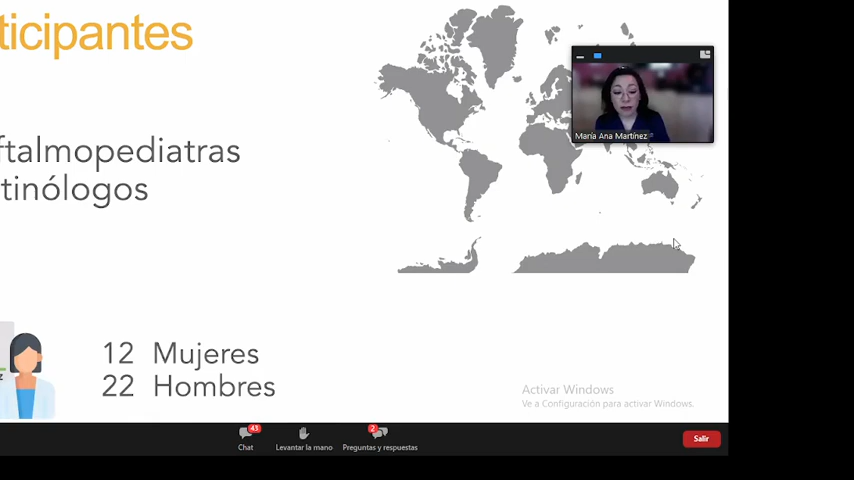 ticipantes
ftalmopediatras
tinólogos
María Ana Martínez
12 Mujeres
22 Hombres
Activar Windows
Ve a Configuración para activar Windows.
43
2
Chat
Levantar la mano
Preguntas y respuestas
Salir